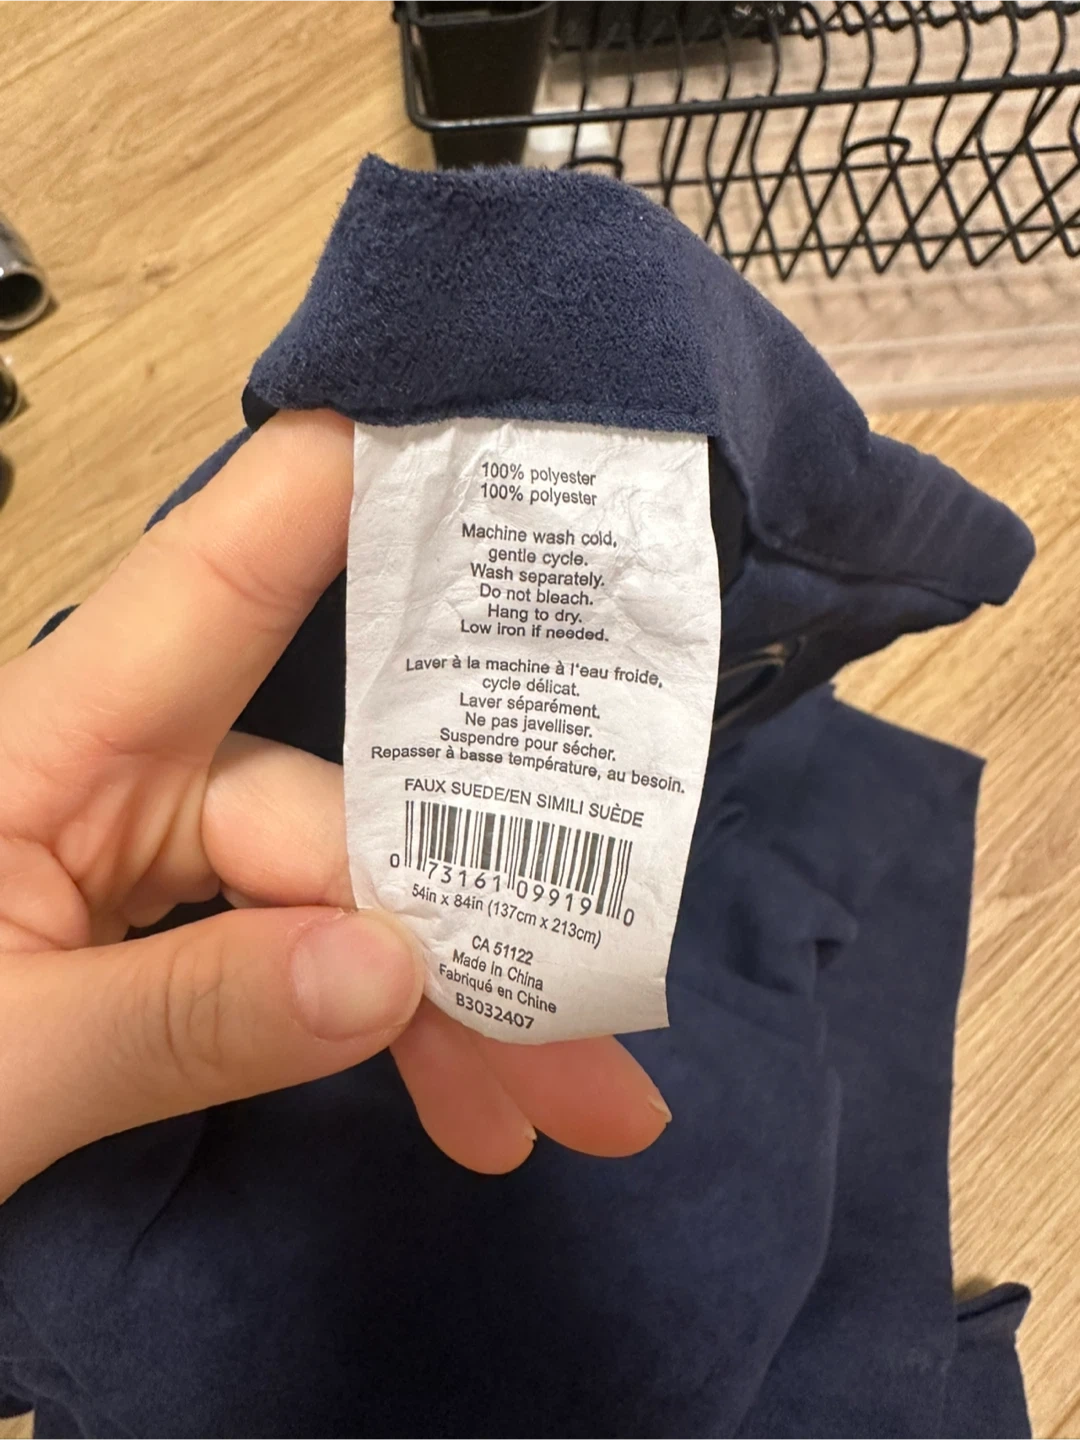 100% polyester
100% polyester
Machine wash cold,
gentle cycle.
Wash separately.
Do not bleach.
Hang to dry.
Low iron if needed.
Laver à la machine à l'eau froide,
cycle délicat.
Laver séparément.
Ne pas javelliser.
Suspendre pour sécher.
Repasser à basse température, au besoin.
FAUX SUEDE/EN SIMILI SUÈDE
0 73161 09919 0
54in x 84in (137cm x 213cm)
CA 51122
Made in China
Fabriqué en Chine
B3032407